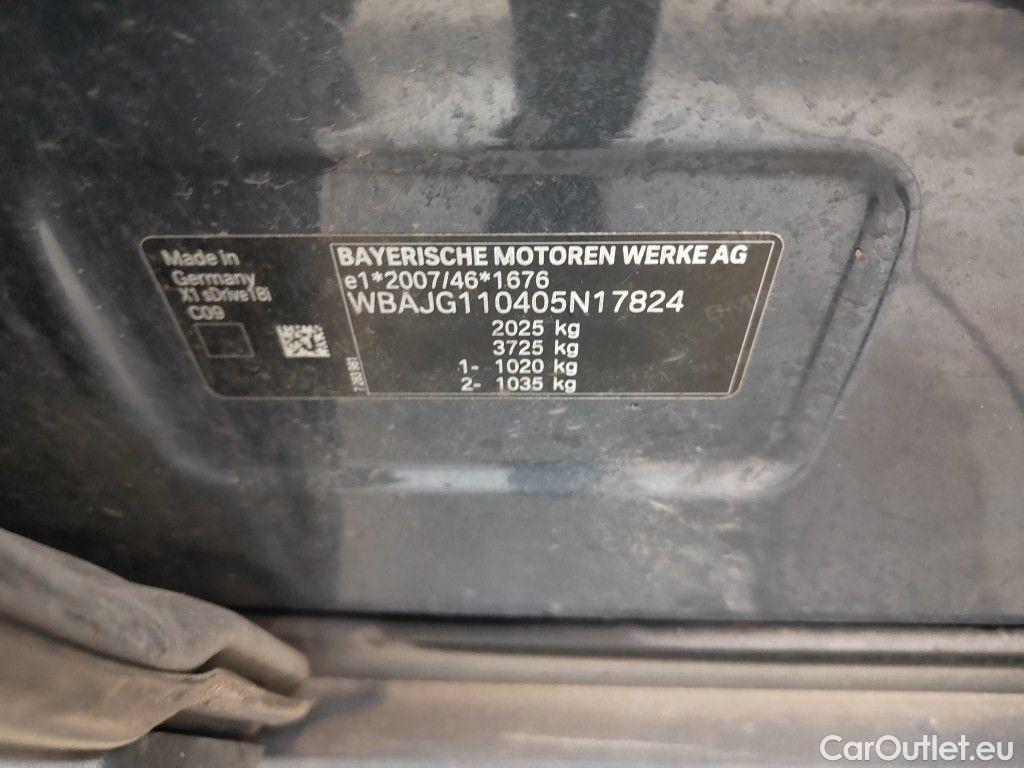 Made in
Germany
X1 sDrive18i
C09
BAYERISCHE MOTOREN WERKE AG
e1*2007/46*1676
WBAJG110405N17824
2025 kg
3725 kg
1- 1020 kg
2- 1035 kg
CarOutlet.eu